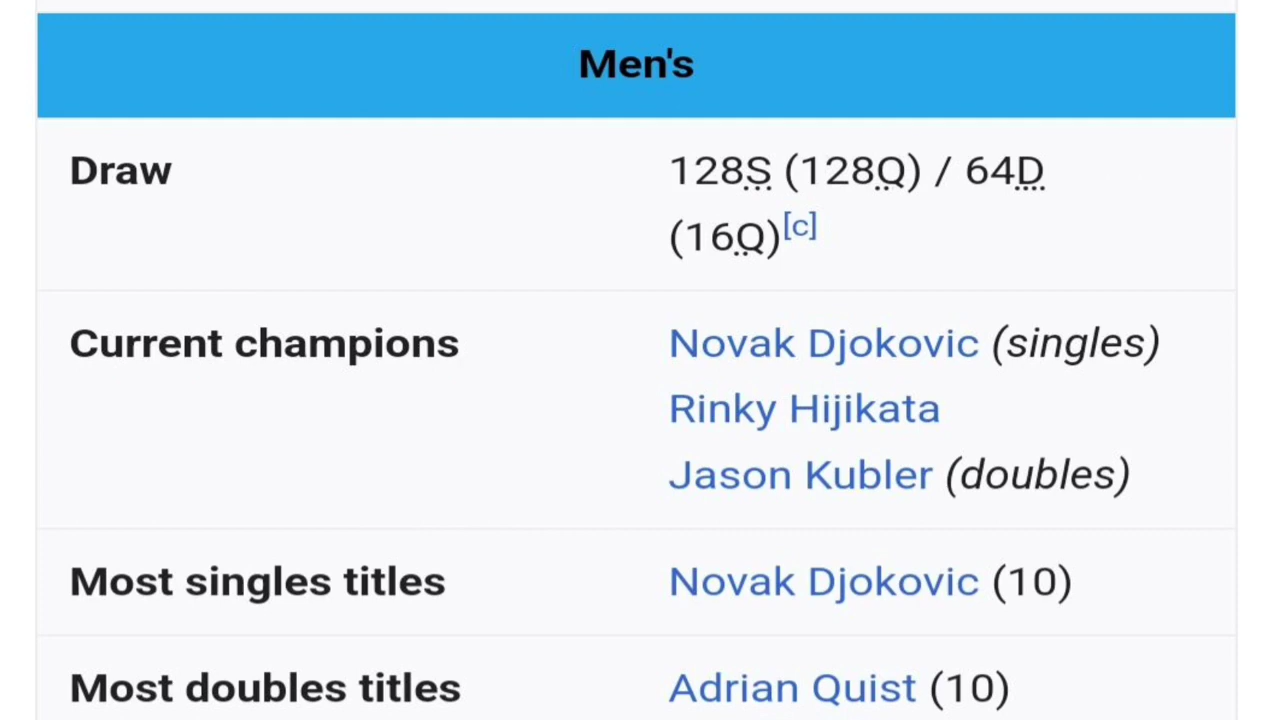 Men's
Draw
128S (128Q) / 64D
(16Q)[c]
Current champions
Novak Djokovic (singles)
Rinky Hijikata
Jason Kubler (doubles)
Most singles titles
Novak Djokovic (10)
Most doubles titles
Adrian Quist (10)